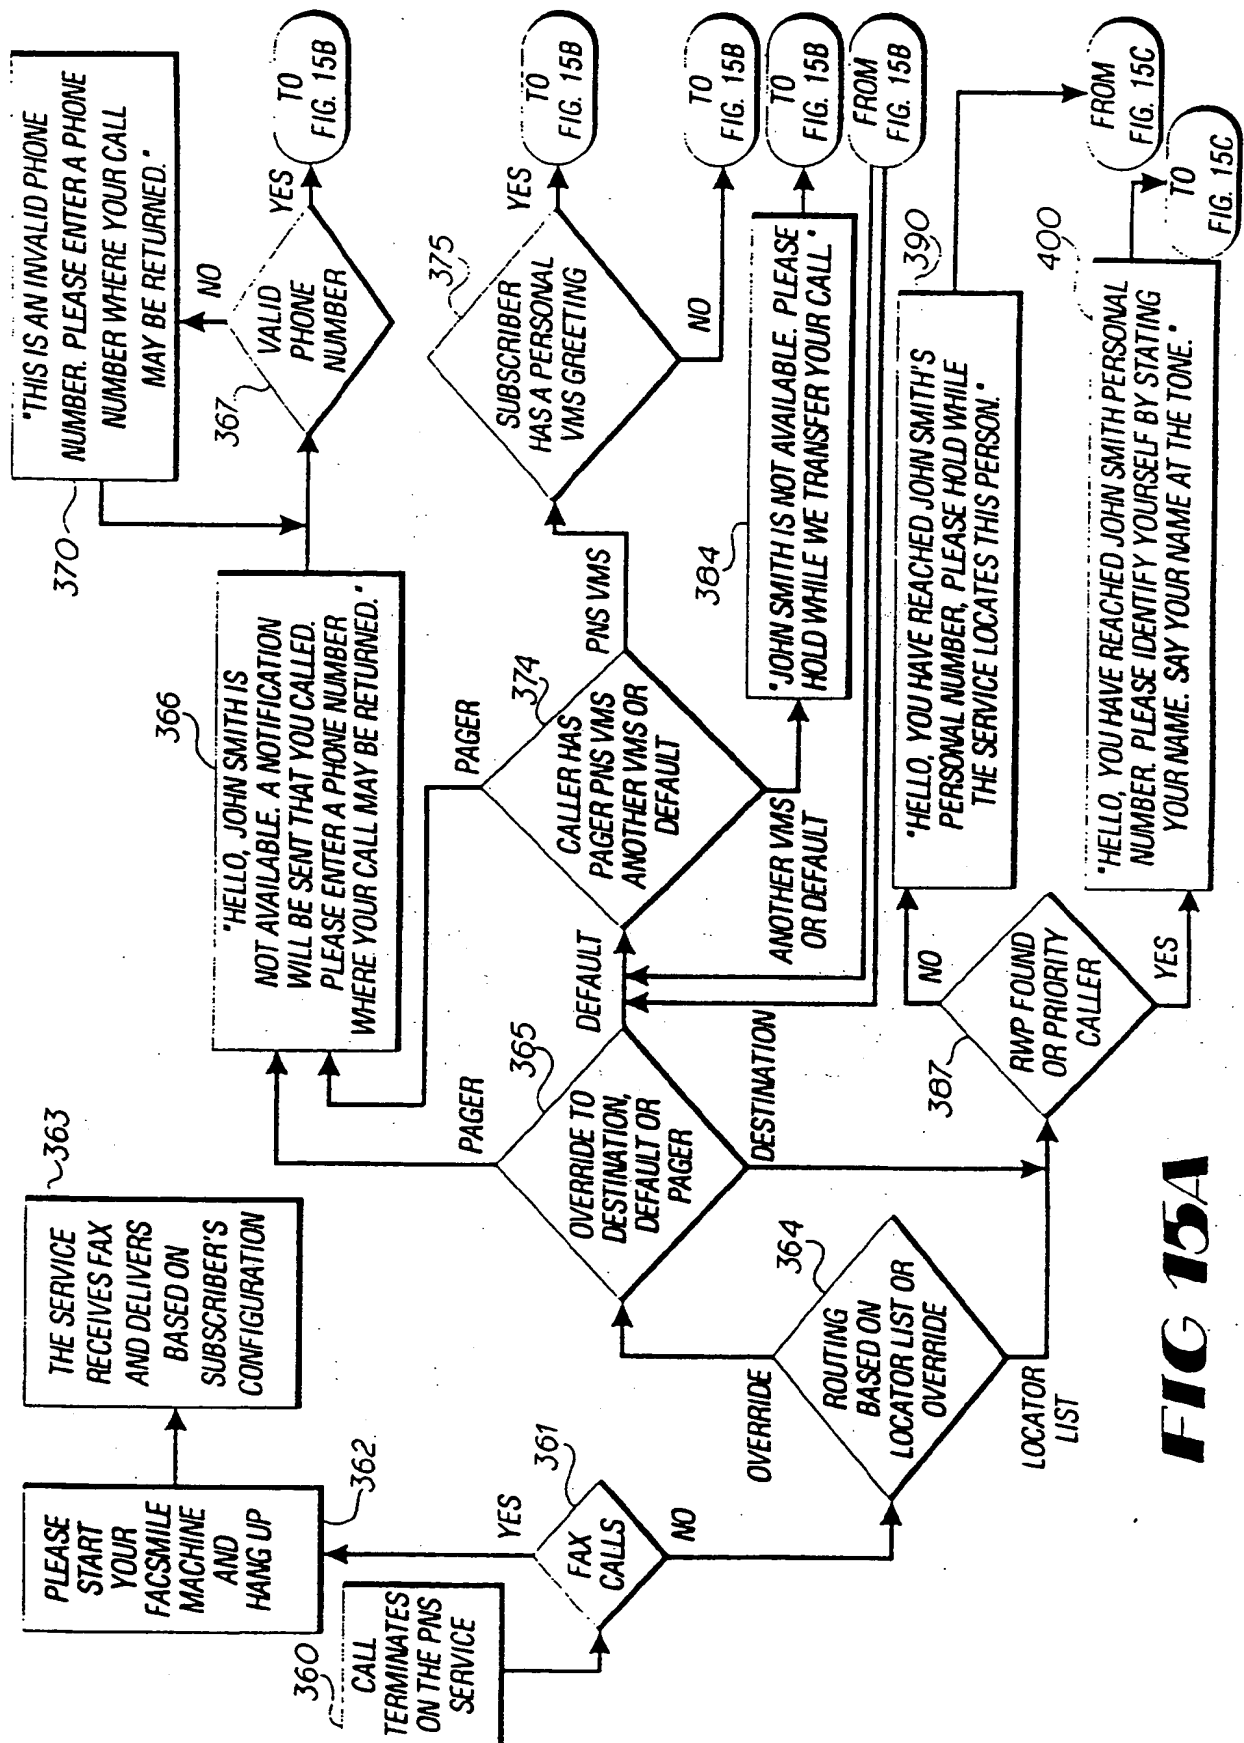 360
CALL
TERMINATES
ON THE PNS
SERVICE
361
FAX
CALLS
YES
NO
362
PLEASE
START
YOUR
FACSMILE
MACHINE
AND
HANG UP
363
THE SERVICE
RECEIVES FAX
AND DELIVERS
BASED ON
SUBSCRIBER'S
CONFIGURATION
364
ROUTING
BASED ON
LOCATOR LIST OR
OVERRIDE
OVERRIDE
LOCATOR
LIST
365
OVERRIDE TO
DESTINATION,
DEFAULT OR
PAGER
PAGER
DEFAULT
DESTINATION
366
"HELLO, JOHN SMITH IS
NOT AVAILABLE. A NOTIFICATION
WILL BE SENT THAT YOU CALLED.
PLEASE ENTER A PHONE NUMBER
WHERE YOUR CALL MAY BE RETURNED."
367
VALID
PHONE
NUMBER
NO
YES
370
"THIS IS AN INVALID PHONE
NUMBER. PLEASE ENTER A PHONE
NUMBER WHERE YOUR CALL
MAY BE RETURNED."
TO
FIG. 15B
374
CALLER HAS
PAGER PNS VMS
ANOTHER VMS OR
DEFAULT
PAGER
PNS VMS
ANOTHER VMS
OR DEFAULT
375
SUBSCRIBER
HAS A PERSONAL
VMS GREETING
YES
NO
TO
FIG. 15B
TO
FIG. 15B
384
"JOHN SMITH IS NOT AVAILABLE. PLEASE
HOLD WHILE WE TRANSFER YOUR CALL."
TO
FIG. 15B
FROM
FIG. 15B
387
RWP FOUND
OR PRIORITY
CALLER
NO
YES
390
"HELLO, YOU HAVE REACHED JOHN SMITH'S
PERSONAL NUMBER, PLEASE HOLD WHILE
THE SERVICE LOCATES THIS PERSON."
FROM
FIG. 15C
400
"HELLO, YOU HAVE REACHED JOHN SMITH PERSONAL
NUMBER. PLEASE IDENTIFY YOURSELF BY STATING
YOUR NAME. SAY YOUR NAME AT THE TONE."
TO
FIG. 15C
FIG 15A